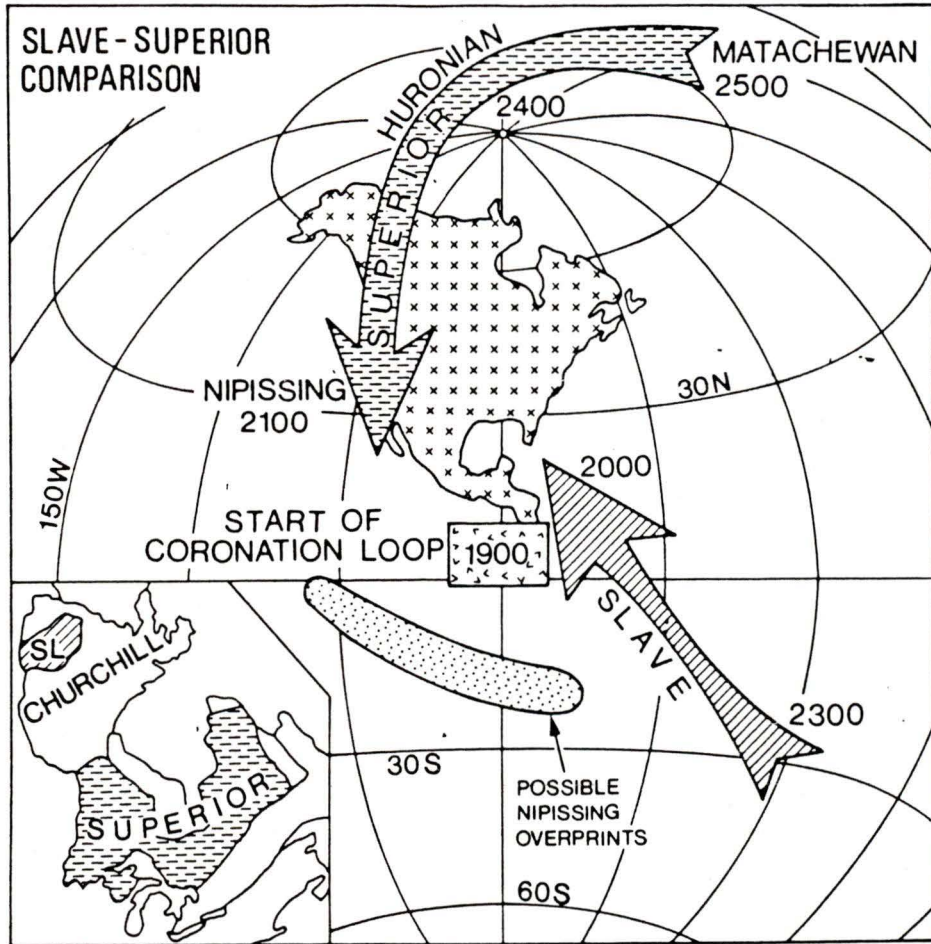 SLAVE-SUPERIOR
COMPARISON
HURONIAN
MATACHEWAN
2500
2400
SUPERIOR
NIPISSING
2100
30N
150W
2000
START OF
CORONATION LOOP
1900
SLAVE
2300
30S
POSSIBLE
NIPISSING
OVERPRINTS
60S
SL
CHURCHILL
SUPERIOR